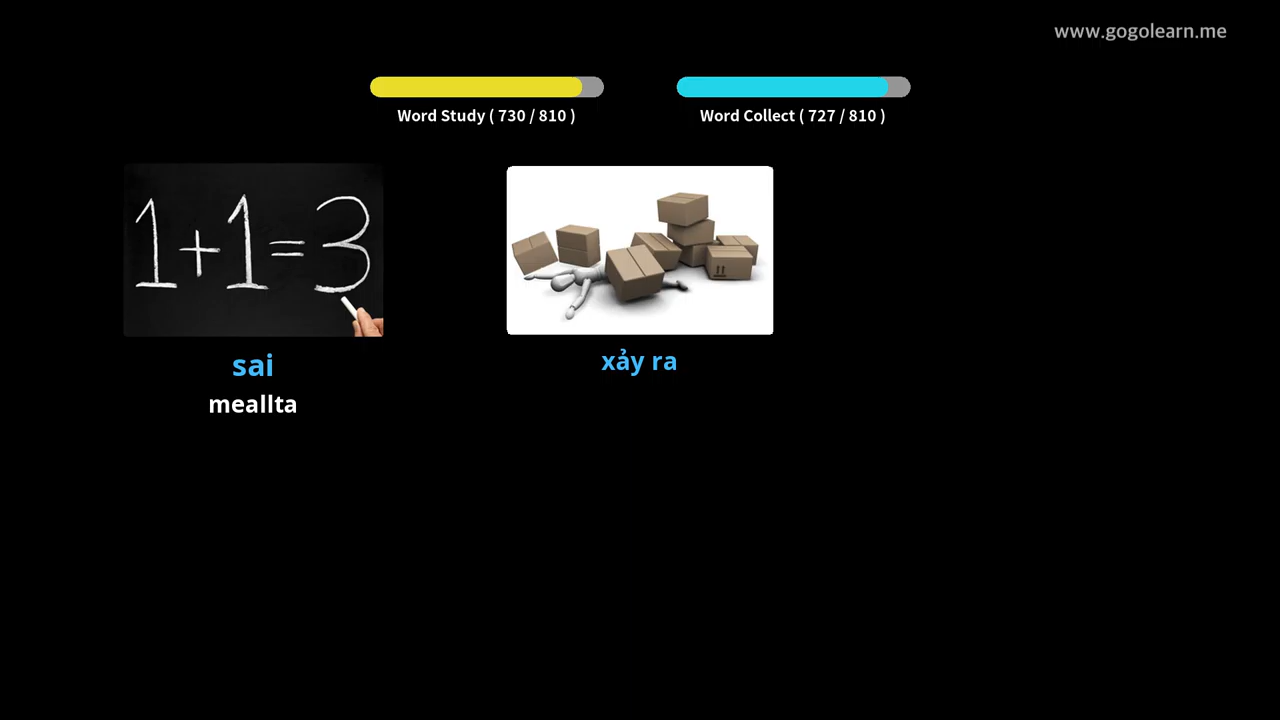 www.gogolearn.me
Word Study ( 730 / 810 )
Word Collect ( 727 / 810 )
1+1=3
sai
meallta
xảy ra